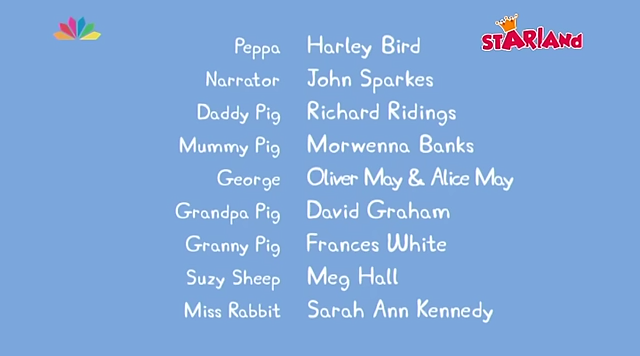 STARLAND
Peppa Harley Bird
Narrator John Sparkes
Daddy Pig Richard Ridings
Mummy Pig Morwenna Banks
George Oliver May & Alice May
Grandpa Pig David Graham
Granny Pig Frances White
Suzy Sheep Meg Hall
Miss Rabbit Sarah Ann Kennedy